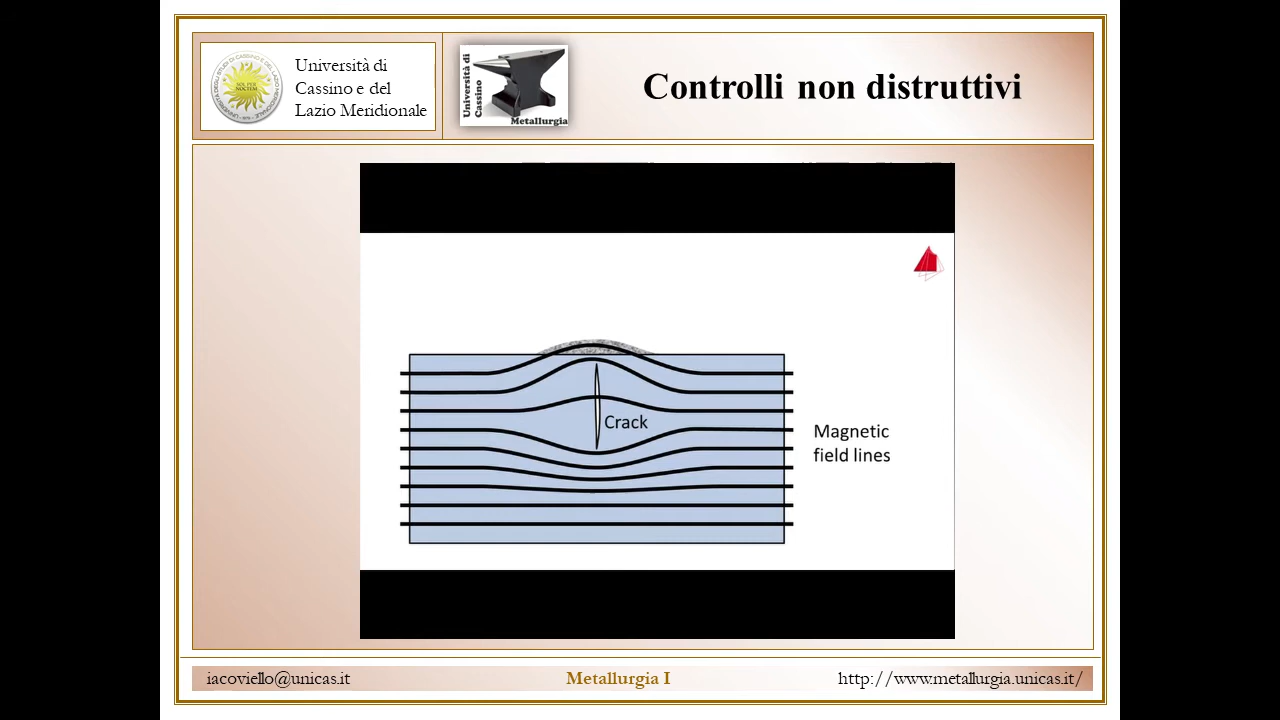 Università di
Cassino e del
Lazio Meridionale
Università di
Cassino
Metallurgia
Controlli non distruttivi
Crack
Magnetic
field lines
iacoviello@unicas.it
Metallurgia I
http://www.metallurgia.unicas.it/